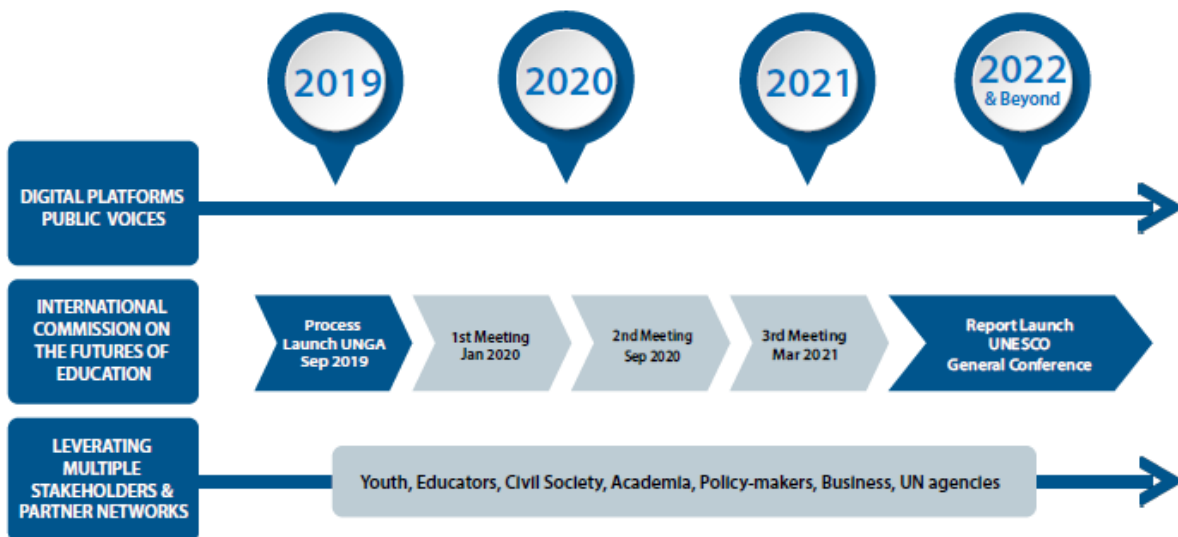 2019
2020
2021
2022
& Beyond
DIGITAL PLATFORMS
PUBLIC VOICES
INTERNATIONAL
COMMISSION ON
THE FUTURES OF
EDUCATION
Process
Launch UNGA
Sep 2019
1st Meeting
Jan 2020
2nd Meeting
Sep 2020
3rd Meeting
Mar 2021
Report Launch
UNESCO
General Conference
LEVERATING
MULTIPLE
STAKEHOLDERS &
PARTNER NETWORKS
Youth, Educators, Civil Society, Academia, Policy-makers, Business, UN agencies